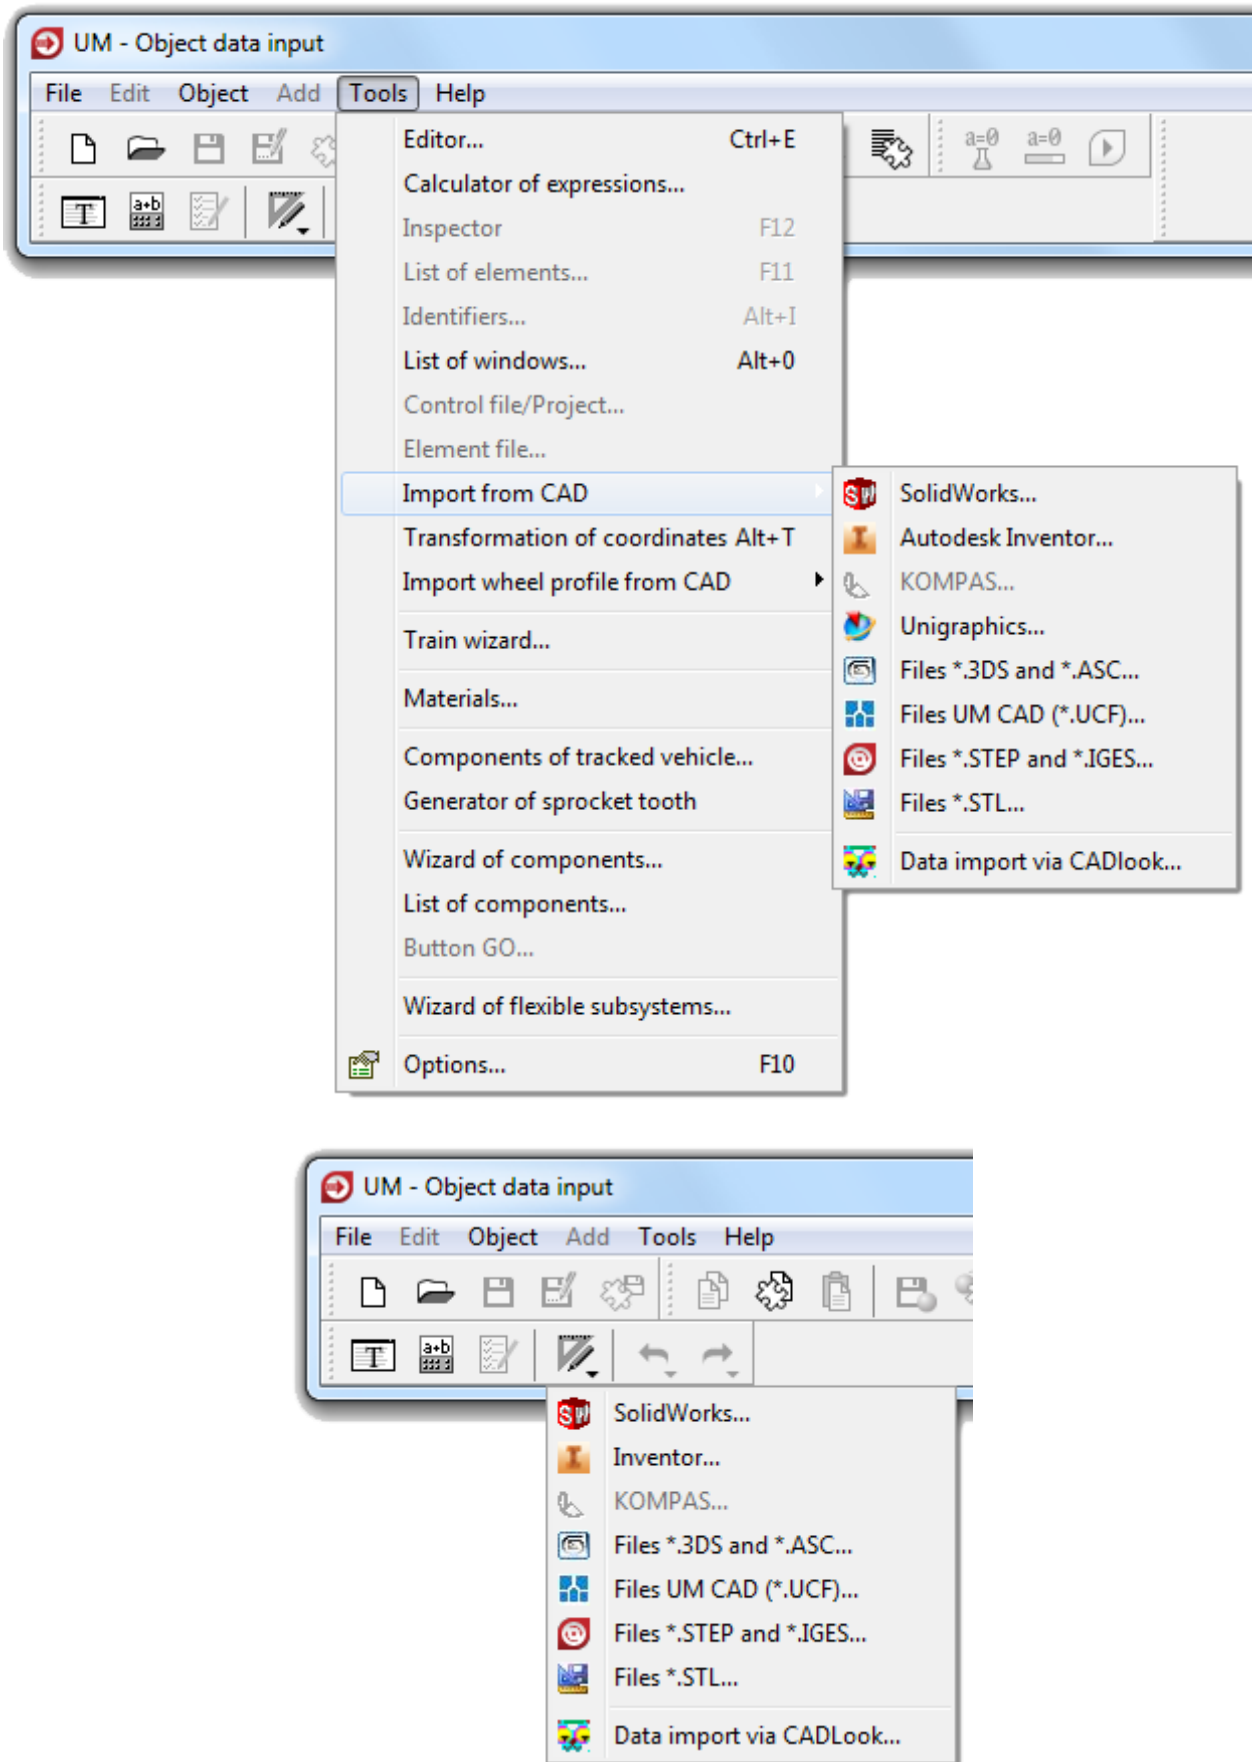 UM - Object data input
File Edit Object Add Tools Help
a=0 a=0
T a+b
Editor... Ctrl+E
Calculator of expressions...
Inspector F12
List of elements... F11
Identifiers... Alt+I
List of windows... Alt+0
Control file/Project...
Element file...
Import from CAD
Transformation of coordinates Alt+T
Import wheel profile from CAD
Train wizard...
Materials...
Components of tracked vehicle...
Generator of sprocket tooth
Wizard of components...
List of components...
Button GO...
Wizard of flexible subsystems...
Options... F10
SW SolidWorks...
I Autodesk Inventor...
KOMPAS...
Unigraphics...
Files *.3DS and *.ASC...
Files UM CAD (*.UCF)...
Files *.STEP and *.IGES...
Files *.STL...
Data import via CADlook...
UM - Object data input
File Edit Object Add Tools Help
T a+b
SW SolidWorks...
I Inventor...
KOMPAS...
Files *.3DS and *.ASC...
Files UM CAD (*.UCF)...
Files *.STEP and *.IGES...
Files *.STL...
Data import via CADLook...